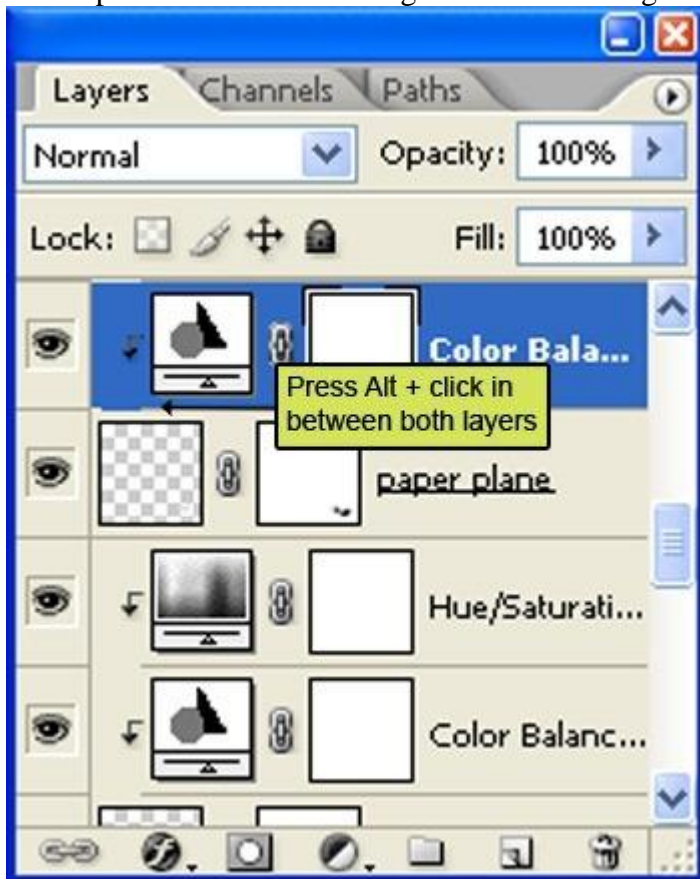 Layers Channels Paths
Normal Opacity: 100%
Lock: Fill: 100%
Color Bala...
Press Alt + click in
between both layers
paper plane
Hue/Saturati...
Color Balanc...